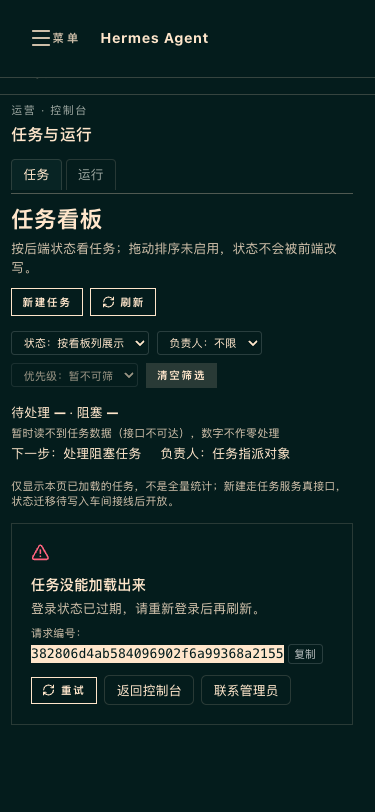 菜单 Hermes Agent
运营 · 控制台
任务与运行
任务 运行
任务看板
按后端状态看任务；拖动排序未启用，状态不会被前端改
写。
新建任务 刷新
状态：按看板列展示 负责人：不限
优先级：暂不可筛 清空筛选
待处理 — · 阻塞 —
暂时读不到任务数据（接口不可达），数字不作零处理
下一步：处理阻塞任务 负责人：任务指派对象
仅显示本页已加载的任务，不是全量统计；新建走任务服务真接口，
状态迁移待写入车间接线后开放。
任务没能加载出来
登录状态已过期，请重新登录后再刷新。
请求编号：
382806d4ab584096902f6a99368a2155 复制
重试 返回控制台 联系管理员